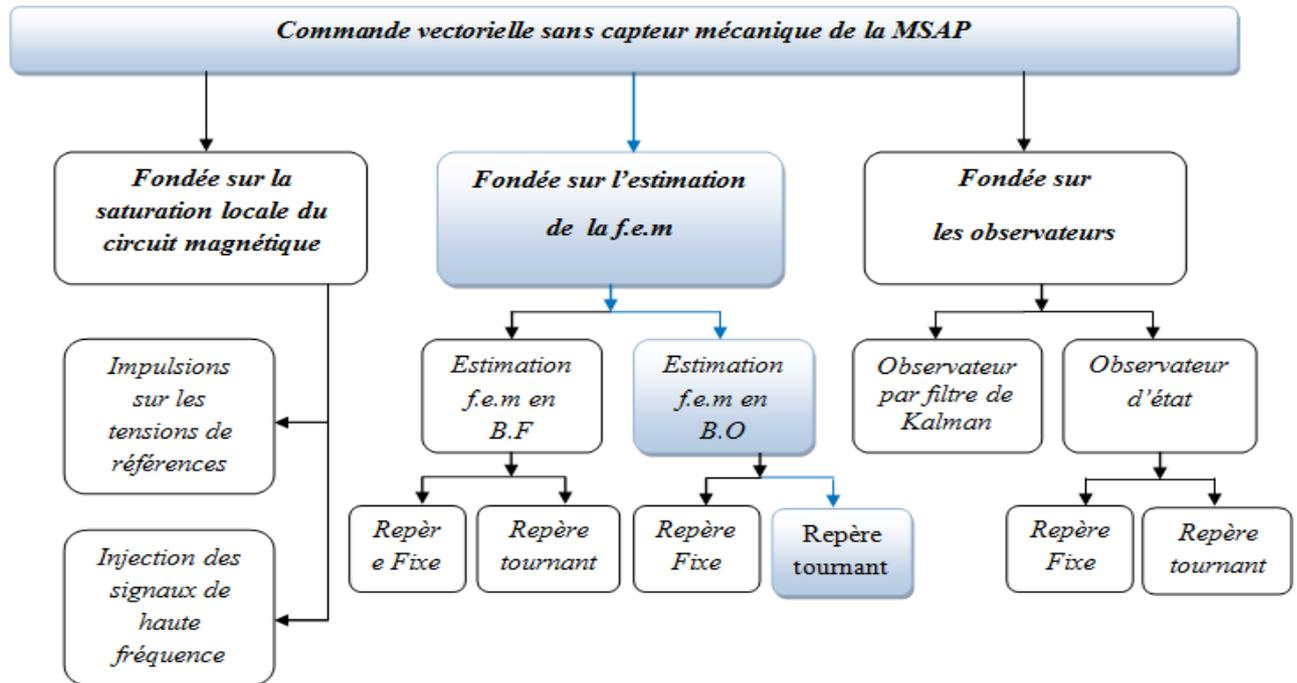 Commande vectorielle sans capteur mécanique de la MSAP
Fondée sur la
saturation locale du
circuit magnétique
Fondée sur l’estimation
de la f.e.m
Fondée sur
les observateurs
Impulsions
sur les
tensions de
références
Injection des
signaux de
haute
fréquence
Estimation
f.e.m en
B.F
Estimation
f.e.m en
B.O
Observateur
par filtre de
Kalman
Observateur
d’état
Repèr
e Fixe
Repère
tournant
Repère
Fixe
Repère
tournant
Repère
Fixe
Repère
tournant